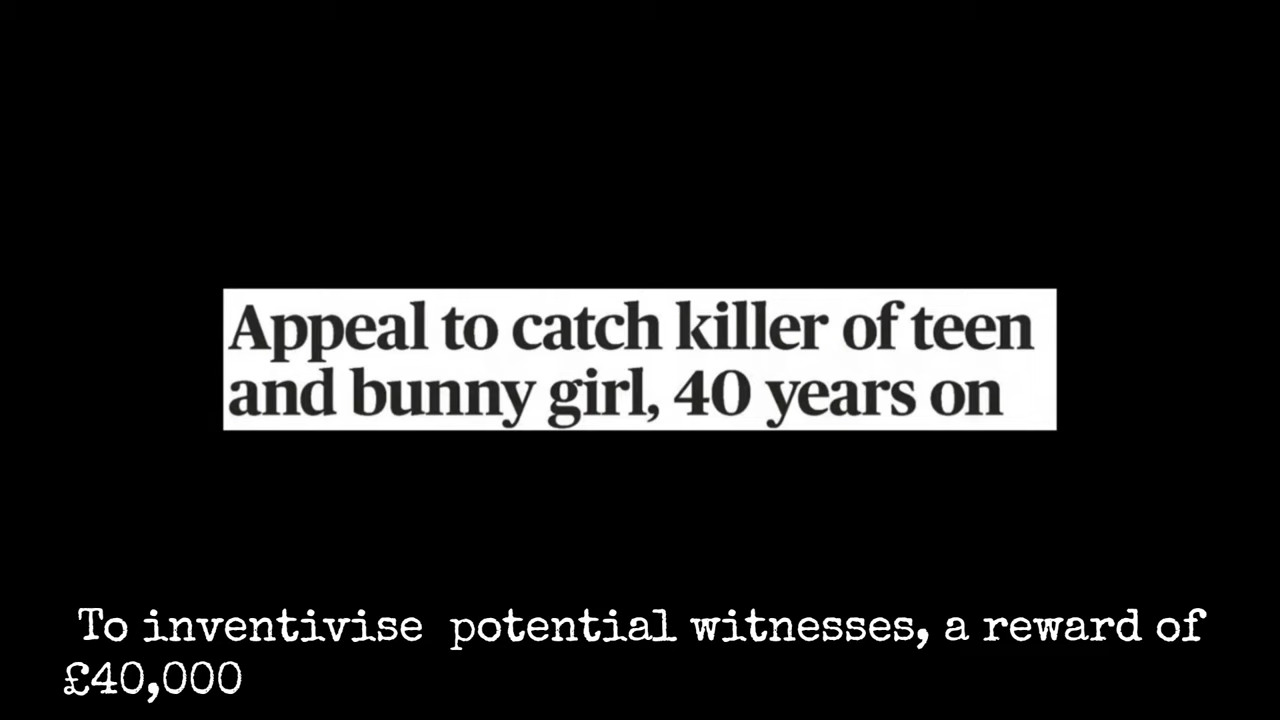 Appeal to catch killer of teen
and bunny girl, 40 years on
To inventivise potential witnesses, a reward of
£40,000